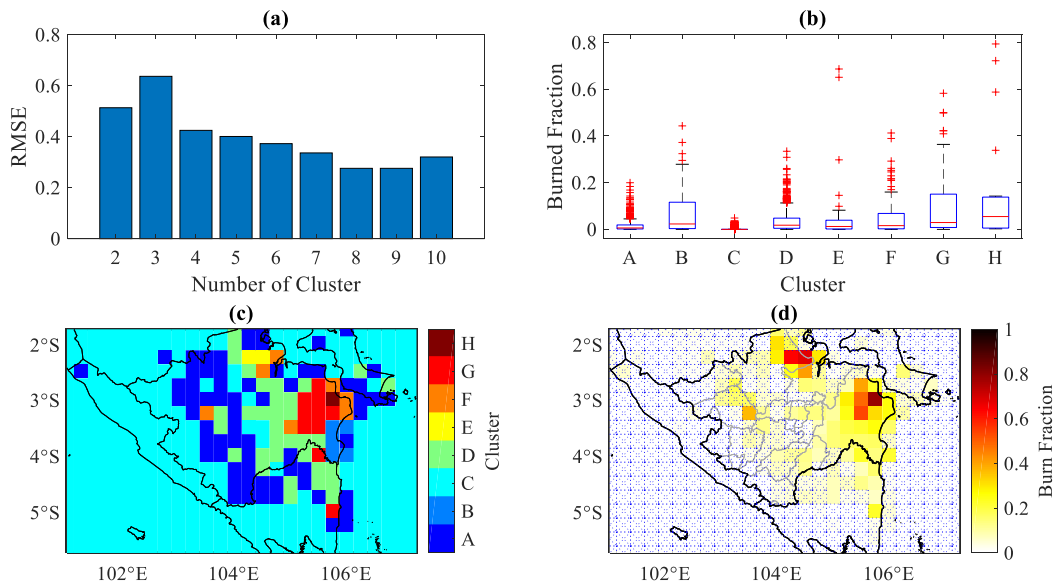 (a)
0.8
0.6
0.4
0.2
0
RMSE
2 3 4 5 6 7 8 9 10
Number of Cluster
(b)
0.8
0.6
0.4
0.2
0
Burned Fraction
A B C D E F G H
Cluster
(c)
2°S
3°S
4°S
5°S
102°E 104°E 106°E
H
G
F
E
D
C
B
A
Cluster
(d)
2°S
3°S
4°S
5°S
102°E 104°E 106°E
1
0.8
0.6
0.4
0.2
0
Burn Fraction